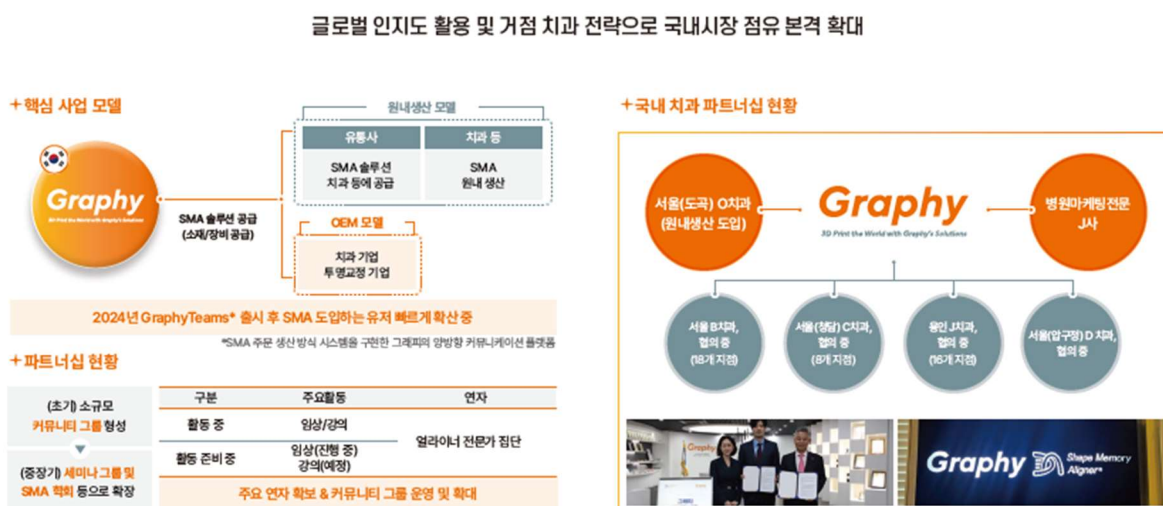 글로벌 인지도 활용 및 거점 치과 전략으로 국내시장 점유 본격 확대
핵심 사업 모델
Graphy
3D Print the World with Graphy's Solutions
SMA 솔루션 공급
(소재/장비 공급)
원내생산 모델
유통사
치과 등
SMA 솔루션
치과 등에 공급
SMA
원내 생산
OEM 모델
치과 기업
투명교정 기업
2024년 GraphyTeams* 출시 후 SMA 도입하는 유저 빠르게 확산 중
*SMA 주문 생산 방식 시스템을 구현한 그래피의 양방향 커뮤니케이션 플랫폼
파트너십 현황
(초기) 소규모
커뮤니티 그룹 형성
(중장기) 세미나 그룹 및
SMA 학회 등으로 확장
구분
주요활동
연자
활동 중
임상/강의
활동 준비 중
임상(진행 중)
강의(예정)
얼라이너 전문가 집단
주요 연자 확보 & 커뮤니티 그룹 운영 및 확대
국내 치과 파트너십 현황
서울(도곡) O치과
(원내생산 도입)
Graphy
3D Print the World with Graphy's Solutions
병원마케팅전문
J사
서울 B치과,
협의 중
(18개 지점)
서울(청담) C치과,
협의 중
(8개 지점)
용인 J치과,
협의 중
(16개 지점)
서울(압구정) D 치과,
협의 중
Graphy
Graphy
Shape Memory
Aligner